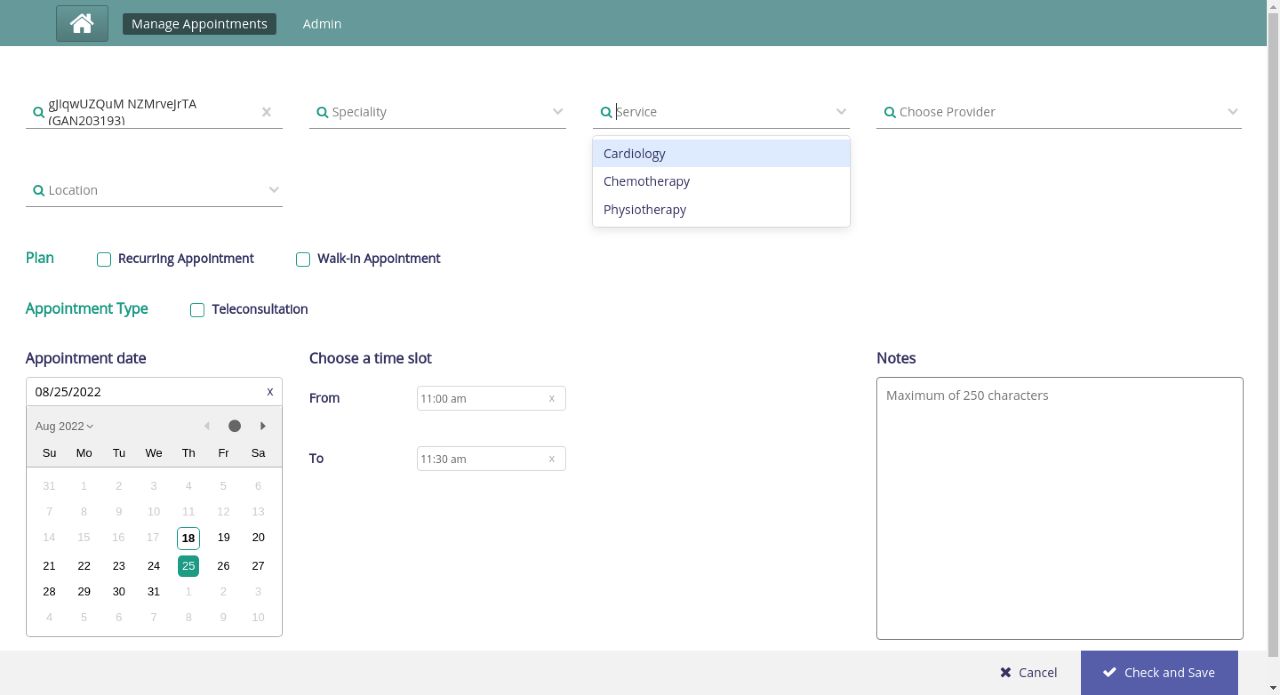 Manage Appointments
Admin
gJIqwUZQuM NZMrveJrTA
(GAN203193)
Speciality
Service
Choose Provider
Cardiology
Chemotherapy
Physiotherapy
Location
Plan
Recurring Appointment
Walk-in Appointment
Appointment Type
Teleconsultation
Appointment date
08/25/2022 x
Aug 2022
Su Mo Tu We Th Fr Sa
31 1 2 3 4 5 6
7 8 9 10 11 12 13
14 15 16 17 18 19 20
21 22 23 24 25 26 27
28 29 30 31 1 2 3
4 5 6 7 8 9 10
Choose a time slot
From 11:00 am x
To 11:30 am x
Notes
Maximum of 250 characters
Cancel
Check and Save